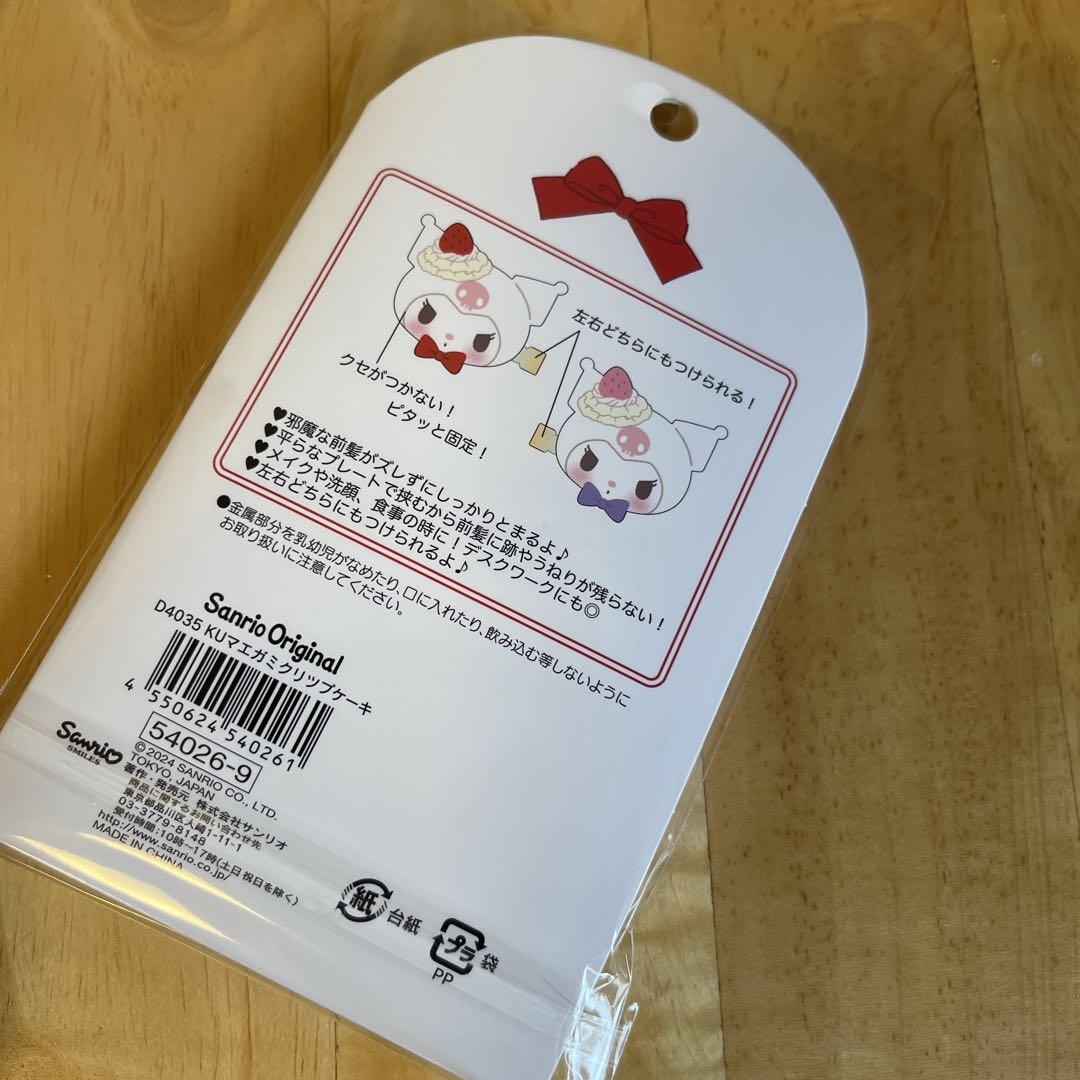 左右どちらにもつけられる！
クセがつかない！
ピタッと固定！
♥邪魔な前髪がズレずにしっかりとまるよ♪
♥平らなプレートで挟むから前髪に跡やうねりが残らない！
♥メイクや洗顔、食事の時に！デスクワークにも◎
♥左右どちらにもつけられるよ♪
●金属部分を乳幼児がなめたり、口に入れたり、飲み込む等しないように
お取り扱いに注意してください。
Sanrio Original
D4035 KUマエガミクリップケーキ
4 550624 540261
54026-9
Sanrio
SMILES
© 2024 SANRIO CO., LTD.
TOKYO, JAPAN
著作・発売元 株式会社サンリオ
商品に関するお問い合わせ先
東京都品川区大崎1-11-1
03-3779-8148
受付時間：10時〜17時(土日祝日を除く)
http://www.sanrio.co.jp/
MADE IN CHINA
紙 台紙
プラ 袋
PP